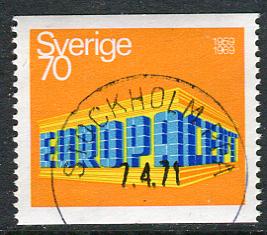 Sverige
70
1959
1969
EUROPA CEPT
STOCKHOLM
7.4.71